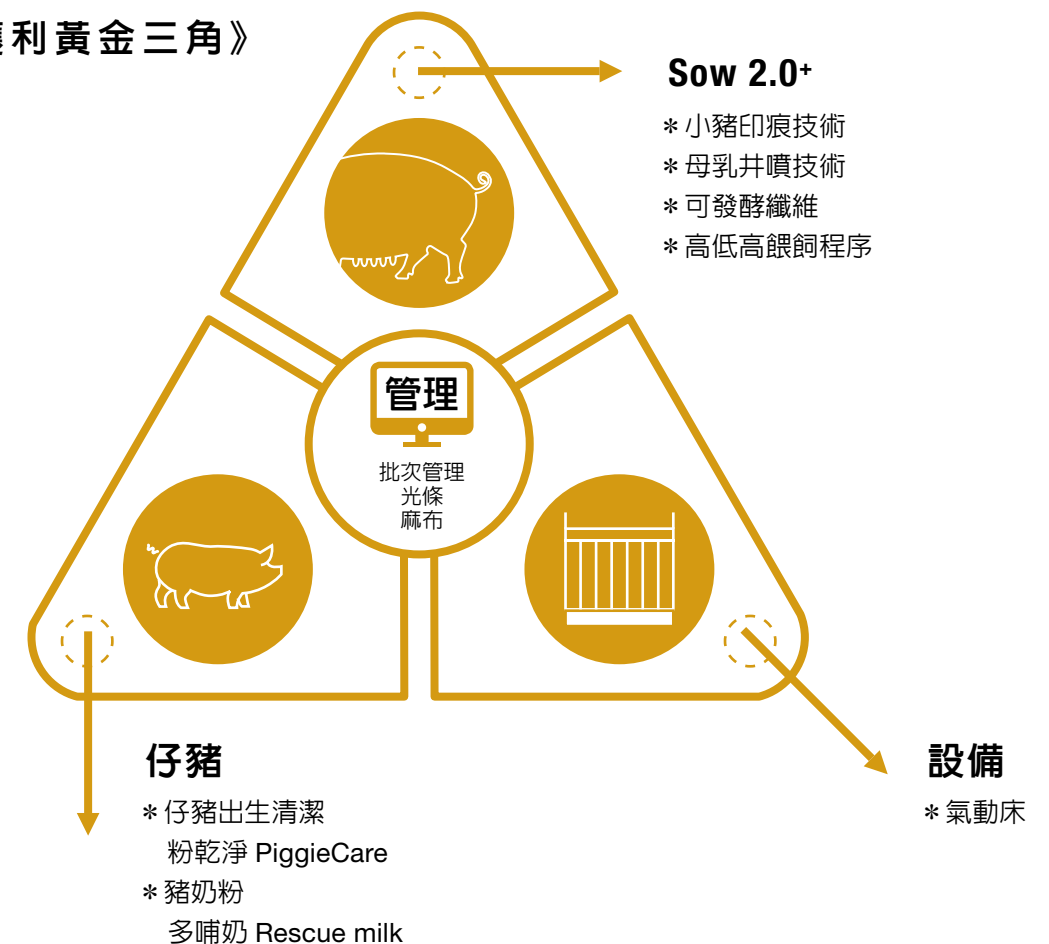 利黃金三角》
Sow 2.0+
＊小豬印痕技術
＊母乳井噴技術
＊可發酵纖維
＊高低高餵飼程序
管理
批次管理
光條
麻布
仔豬
＊仔豬出生清潔
粉乾淨 PiggieCare
＊豬奶粉
多哺奶 Rescue milk
設備
＊氣動床